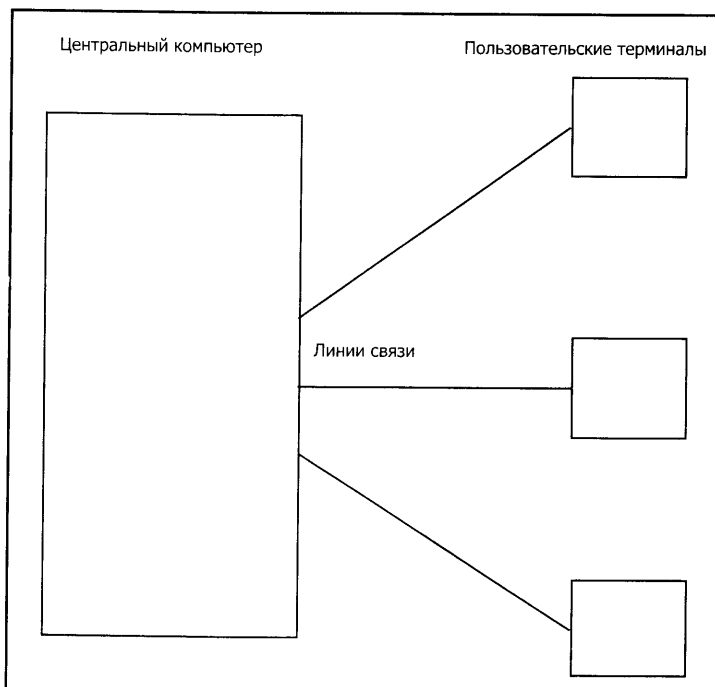 Центральный компьютер
Пользовательские терминалы
Линии связи